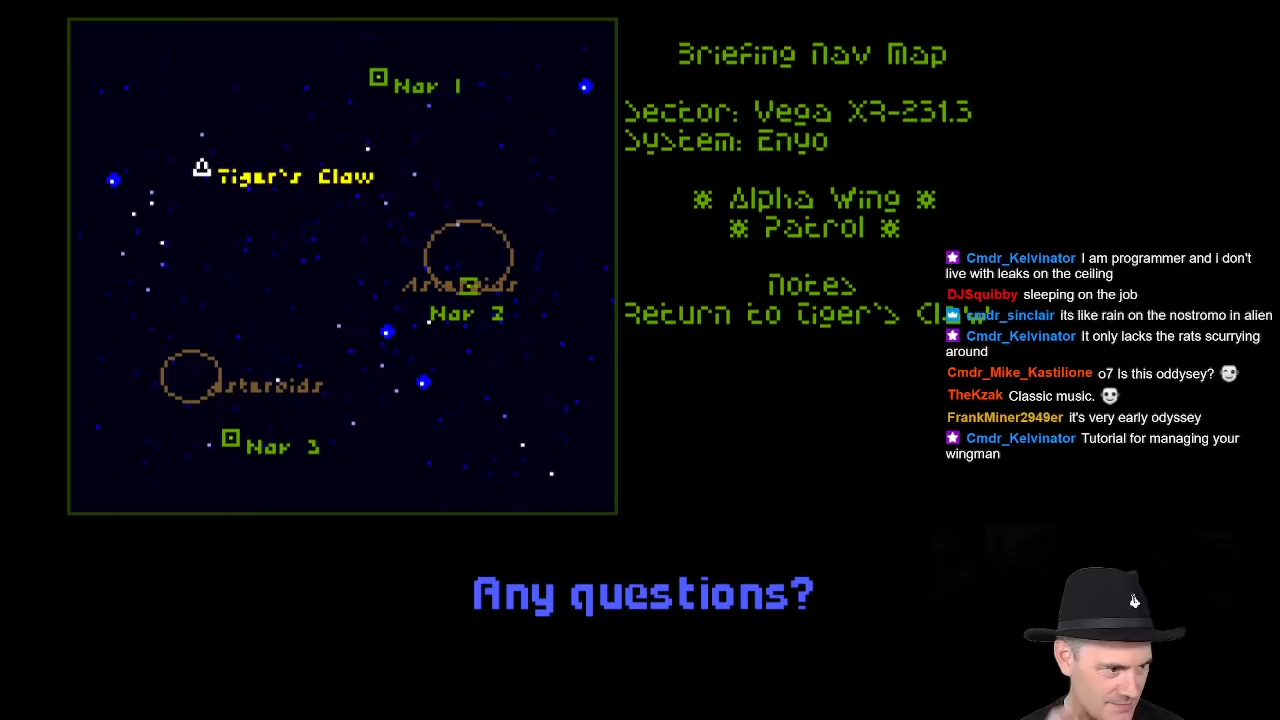 Briefing Nav Map
Nav 1
Sector: Vega XR-231.3
System: Enyo
Tiger's Claw
* Alpha Wing *
* Patrol *
Asteroids
Nav 2
Notes
Return to Tiger's Claw
Asteroids
Nav 3
Any questions?
Cmdr_Kelvinator I am programmer and i don't
live with leaks on the ceiling
DJSquibby sleeping on the job
cmdr_sinclair its like rain on the nostromo in alien
Cmdr_Kelvinator It only lacks the rats scurrying
around
Cmdr_Mike_Kastilione o7 Is this oddysey?
TheKzak Classic music.
FrankMiner2949er it's very early odyssey
Cmdr_Kelvinator Tutorial for managing your
wingman